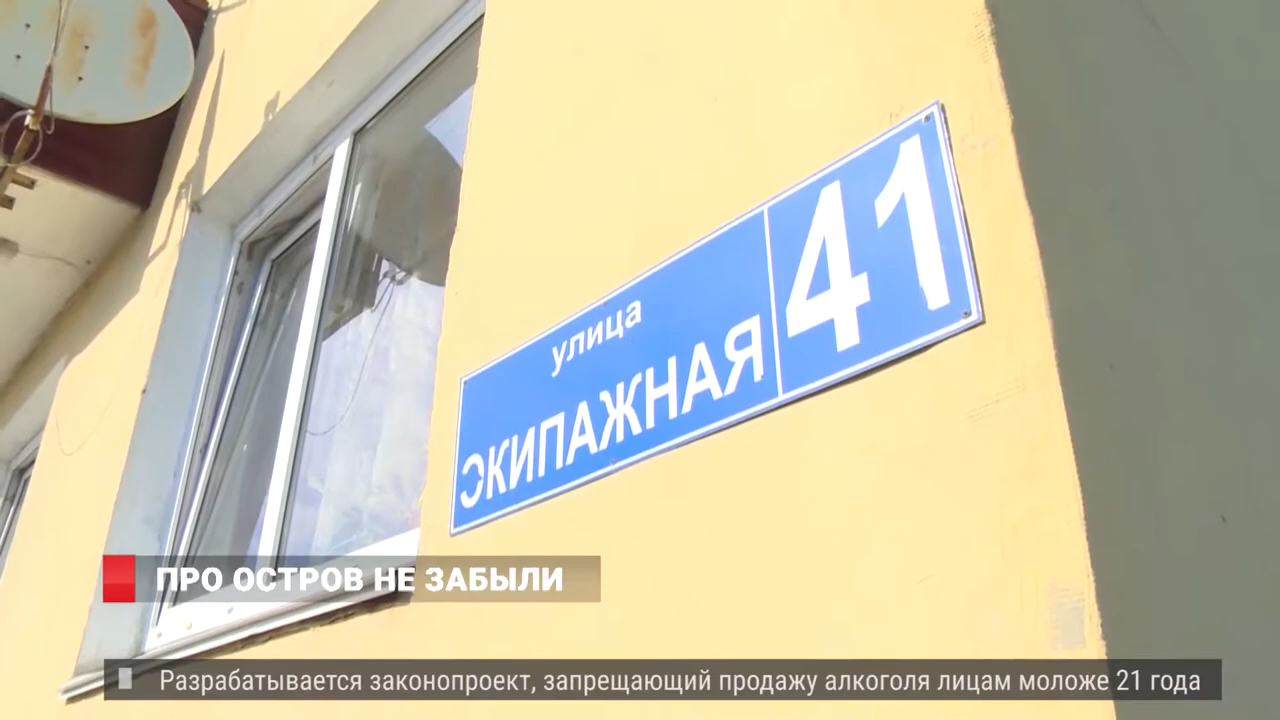 улица
ЭКИПАЖНАЯ
41
ПРО ОСТРОВ НЕ ЗАБЫЛИ
Разрабатывается законопроект, запрещающий продажу алкоголя лицам моложе 21 года